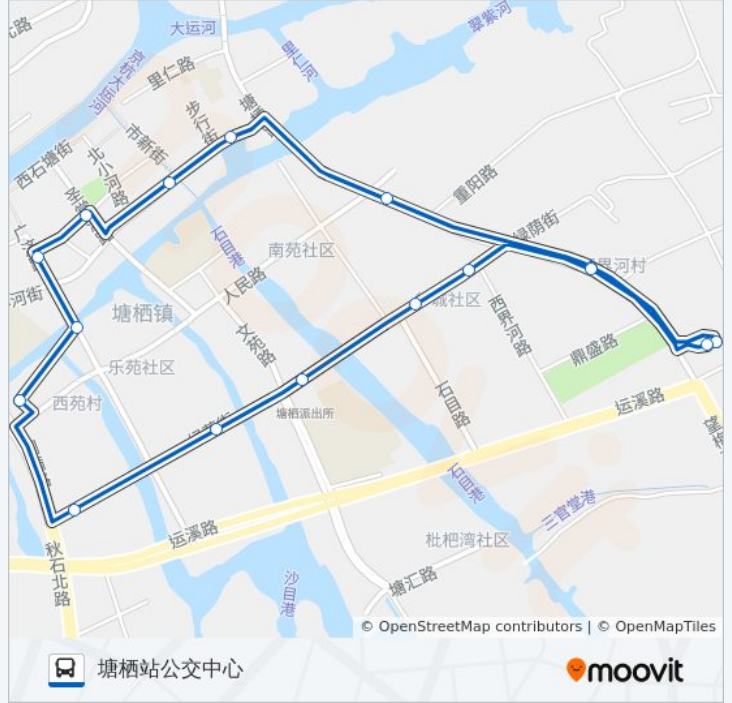 大运河
翠紫河
里仁河
里仁路
京杭大运河
步行街
市新街
西石塘街
北小河路
重阳路
绿荫街
石目港
南苑社区
人民路
塘栖镇
文苑路
西界河路
乐苑社区
鼎盛路
西苑村
塘栖派出所
石目路
运溪路
石目港
三官堂港
运溪路
枇杷湾社区
秋石北路
塘汇路
沙目港
© OpenStreetMap contributors | © OpenMapTiles
塘栖站公交中心
moovit